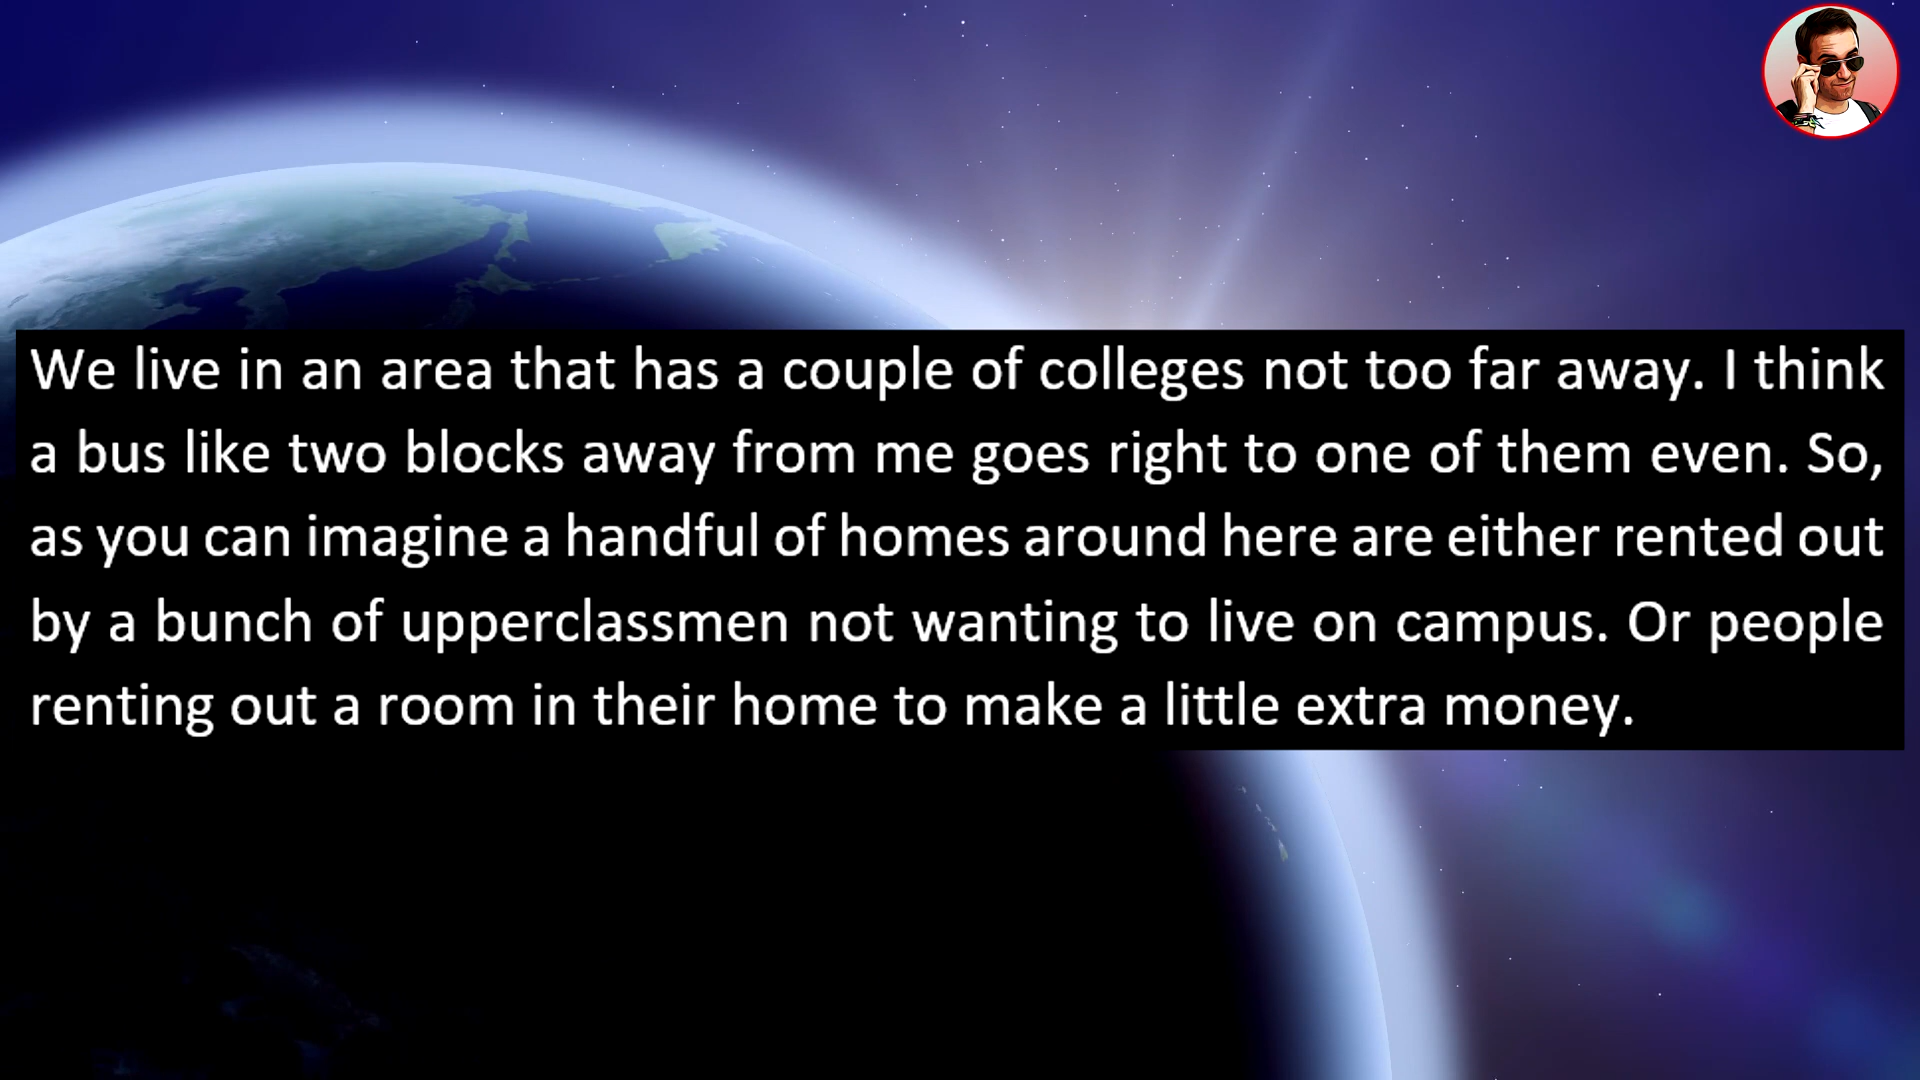 We live in an area that has a couple of colleges not too far away. I think
a bus like two blocks away from me goes right to one of them even. So,
as you can imagine a handful of homes around here are either rented out
by a bunch of upperclassmen not wanting to live on campus. Or people
renting out a room in their home to make a little extra money.